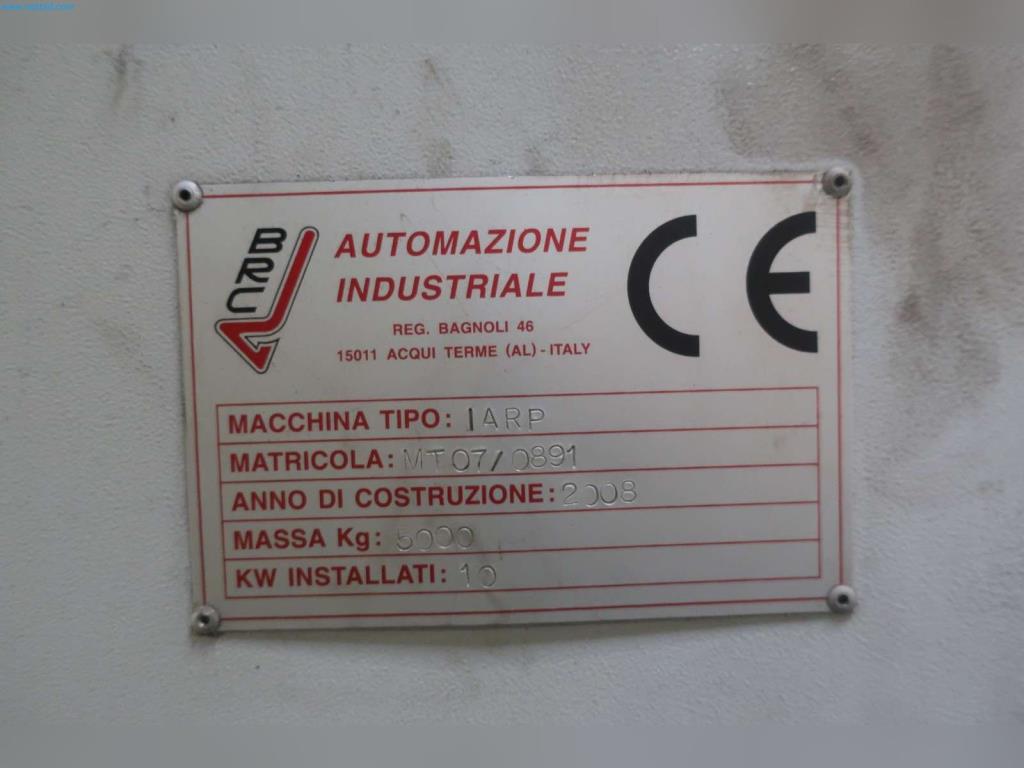 BRC
AUTOMAZIONE
INDUSTRIALE
REG. BAGNOLI 46
15011 ACQUI TERME (AL) - ITALY
CE
MACCHINA TIPO: IARP
MATRICOLA: MT07/0891
ANNO DI COSTRUZIONE: 2008
MASSA Kg: 5000
KW INSTALLATI: 10